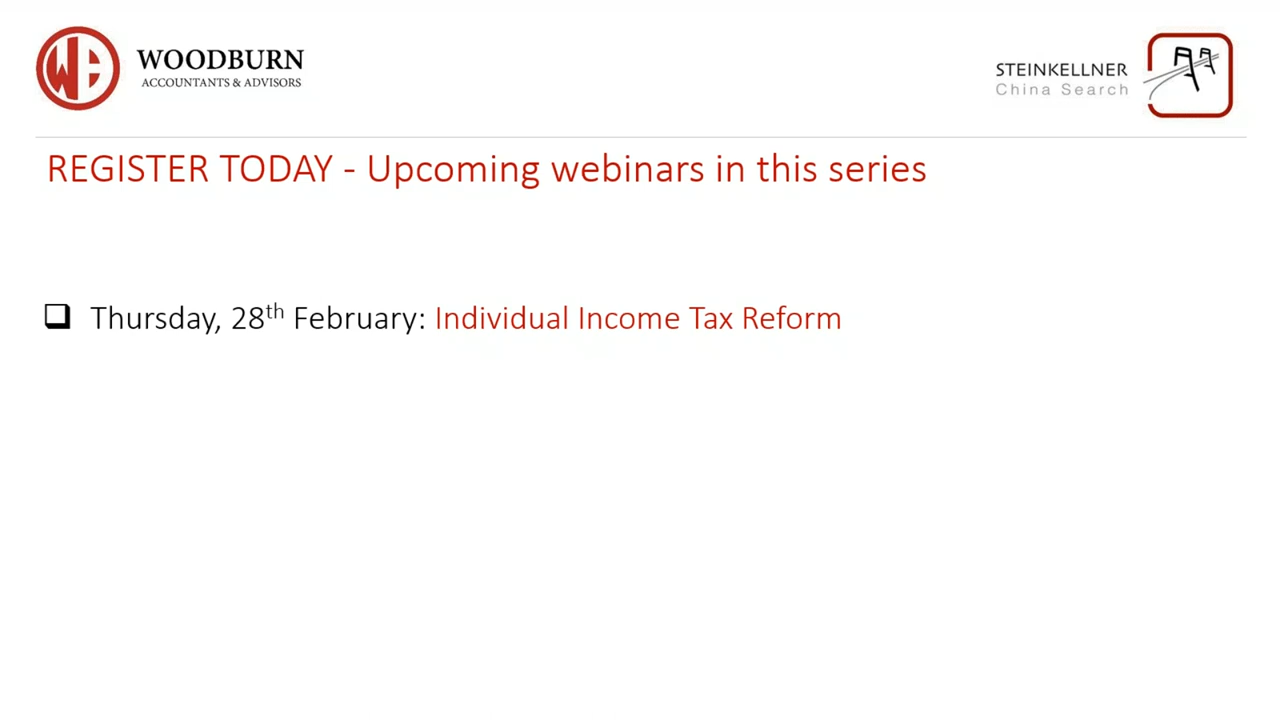 WOODBURN
ACCOUNTANTS & ADVISORS
STEINKELLNER
China Search
REGISTER TODAY - Upcoming webinars in this series
Thursday, 28th February: Individual Income Tax Reform